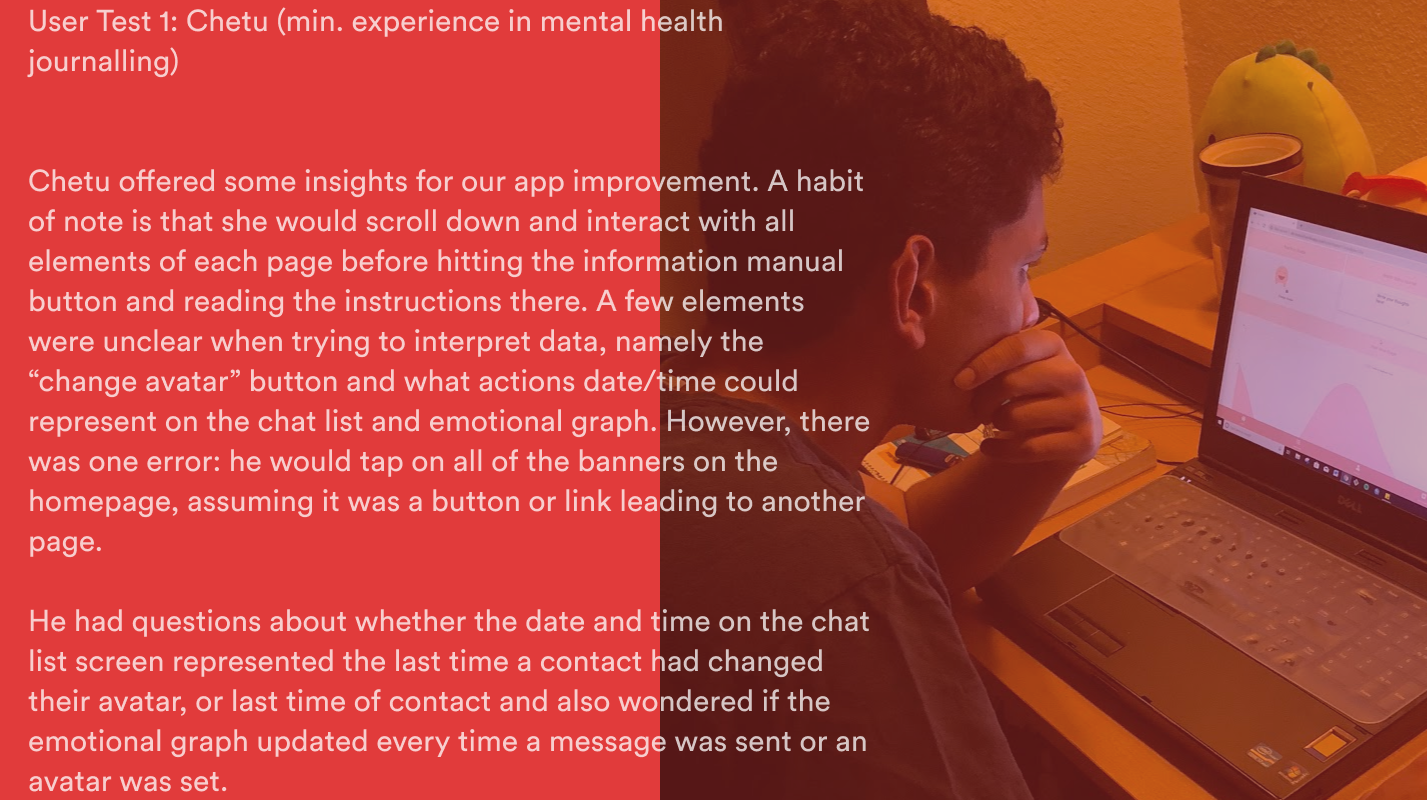 User Test 1: Chetu (min. experience in mental health
journalling)
Chetu offered some insights for our app improvement. A habit
of note is that she would scroll down and interact with all
elements of each page before hitting the information manual
button and reading the instructions there. A few elements
were unclear when trying to interpret data, namely the
“change avatar” button and what actions date/time could
represent on the chat list and emotional graph. However, there
was one error: he would tap on all of the banners on the
homepage, assuming it was a button or link leading to another
page.
He had questions about whether the date and time on the chat
list screen represented the last time a contact had changed
their avatar, or last time of contact and also wondered if the
emotional graph updated every time a message was sent or an
avatar was set.
DELL